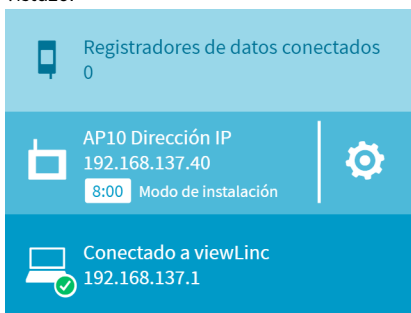 Registradores de datos conectados
0
AP10 Dirección IP
192.168.137.40
8:00 Modo de instalación
Conectado a viewLinc
192.168.137.1